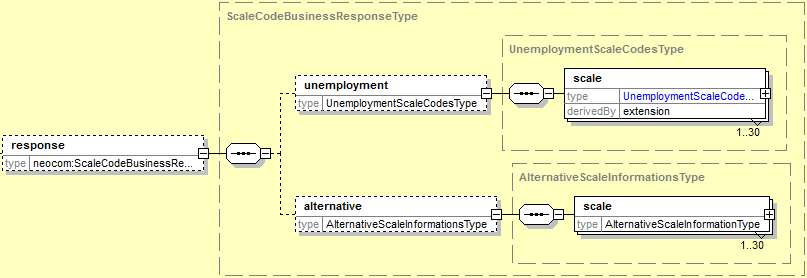 ScaleCodeBusinessResponseType
UnemploymentScaleCodesType
unemployment
type UnemploymentScaleCodesType
scale
type UnemploymentScaleCode...
derivedBy extension
1..30
response
type neocom:ScaleCodeBusinessRe...
AlternativeScaleInformationsType
alternative
type AlternativeScaleInformationsType
scale
type AlternativeScaleInformationType
1..30